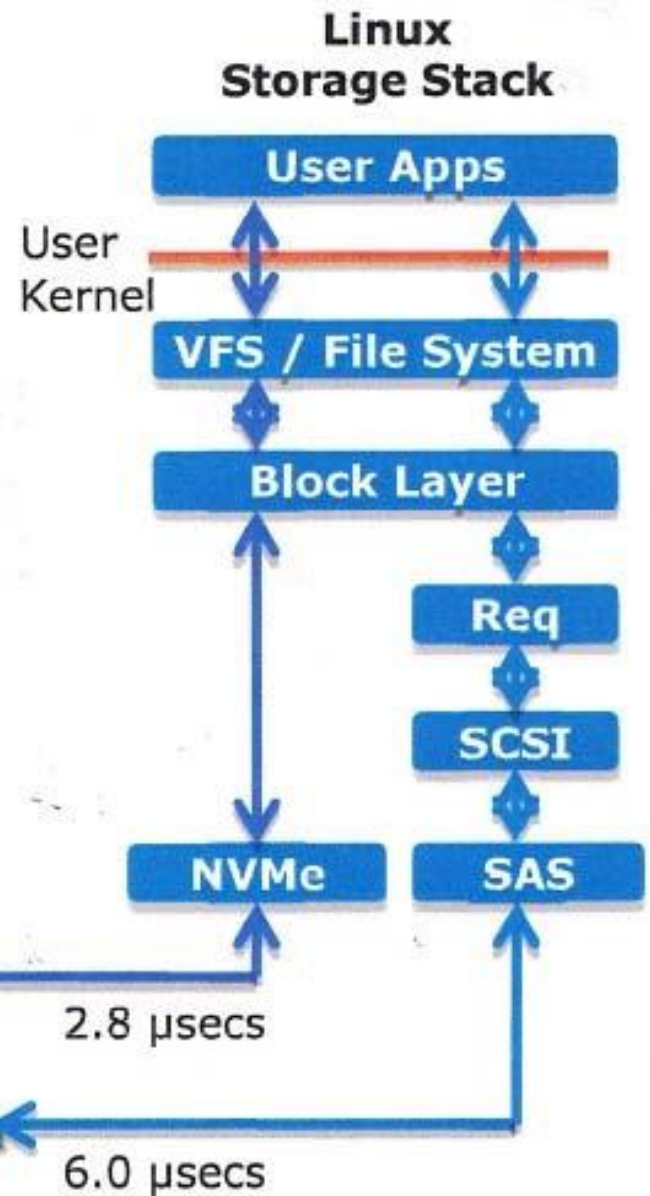 Linux
Storage Stack
User Apps
User
Kernel
VFS / File System
Block Layer
Req
SCSI
NVMe
SAS
2.8 µsecs
6.0 µsecs